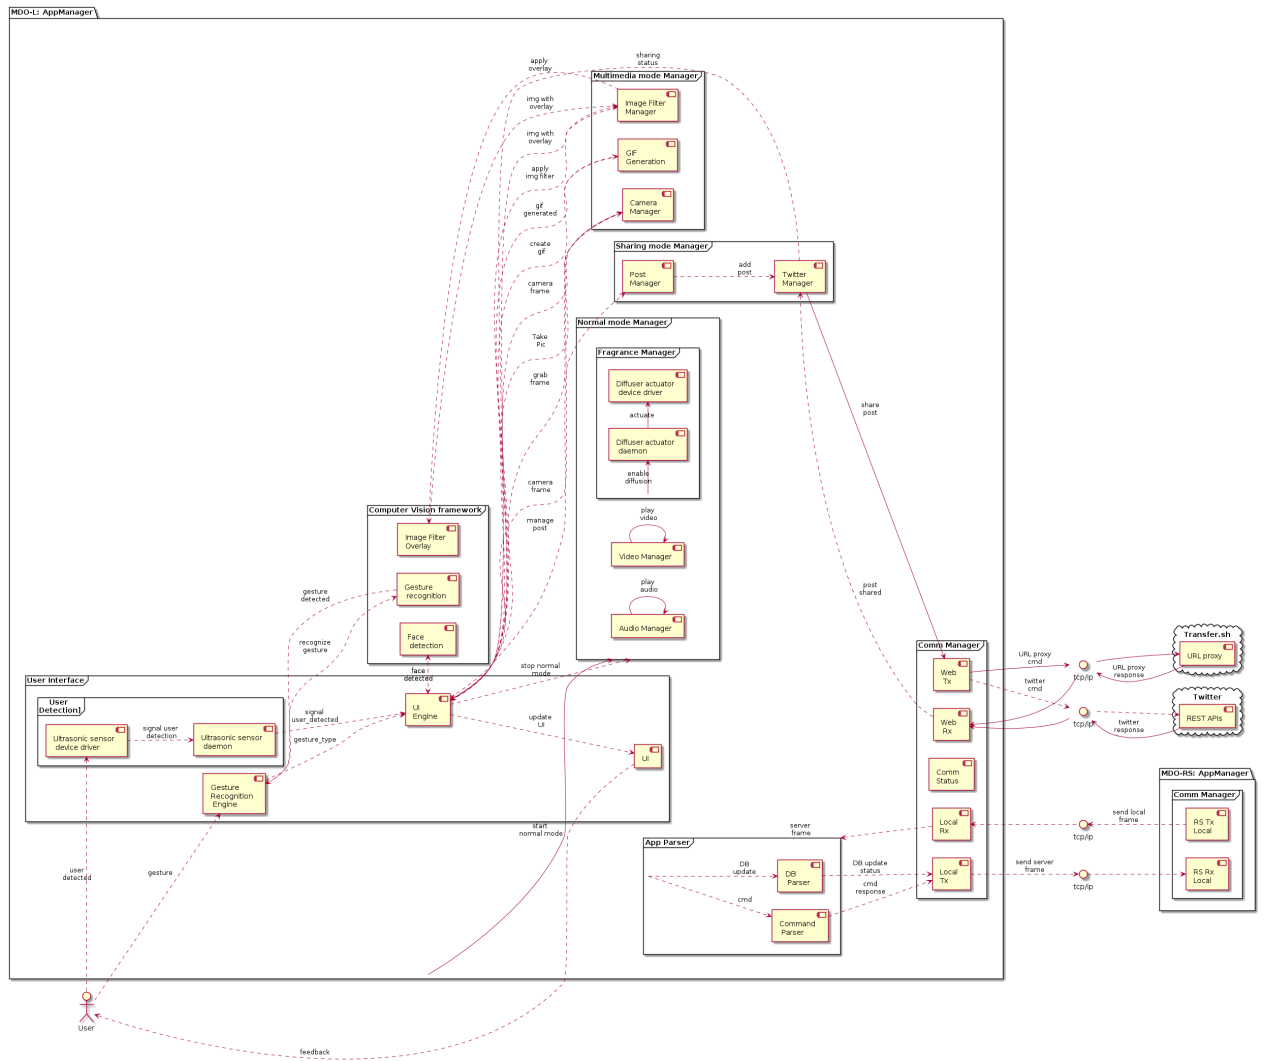 MDO-L: AppManager
sharing
status
apply
overlay
Multimedia mode Manager
img with
overlay
Image Filter
Manager
img with
overlay
GIF
Generation
apply
img filter
gif
generated
Camera
Manager
create
gif
Sharing mode Manager
add
post
Post
Manager
Twitter
Manager
camera
frame
Normal mode Manager
Take
Pic
Fragrance Manager
grab
frame
Diffuser actuator
device driver
actuate
share
post
Diffuser actuator
daemon
enable
diffusion
camera
frame
Computer Vision framework
play
video
manage
post
Image Filter
Overlay
Video Manager
Gesture
recognition
play
audio
gesture
detected
post
shared
Audio Manager
recognize
gesture
Face
detection
face
detected
stop normal
mode
Comm Manager
Web
Tx
URL proxy
cmd
tcp/ip
Transfer.sh
URL proxy
URL proxy
response
twitter
cmd
User Interface
User
Detection]
UI
Engine
Web
Rx
tcp/ip
Twitter
REST APIs
twitter
response
signal
user_detected
update
UI
Ultrasonic sensor
device driver
signal user
detection
Ultrasonic sensor
daemon
gesture_type
UI
Gesture
Recognition
Engine
Comm
Status
MDO-RS: AppManager
Comm Manager
start
normal mode
server
frame
Local
Rx
tcp/ip
send local
frame
RS Tx
Local
App Parser
DB
update
DB
Parser
DB update
status
Local
Tx
send server
frame
tcp/ip
RS Rx
Local
user
detected
gesture
cmd
cmd
response
Command
Parser
User
feedback